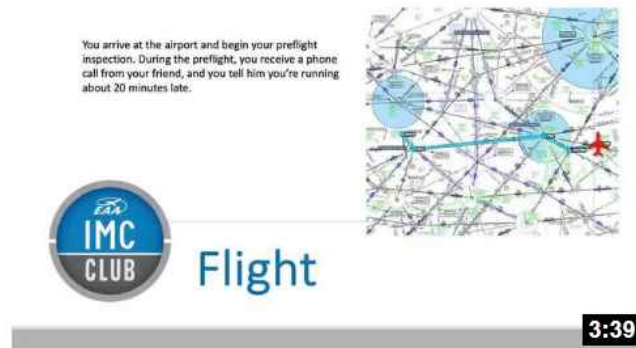 You arrive at the airport and begin your preflight
inspection. During the preflight, you receive a phone
call from your friend, and you tell him you're running
about 20 minutes late.
EAA
IMC
CLUB
Flight
3:39